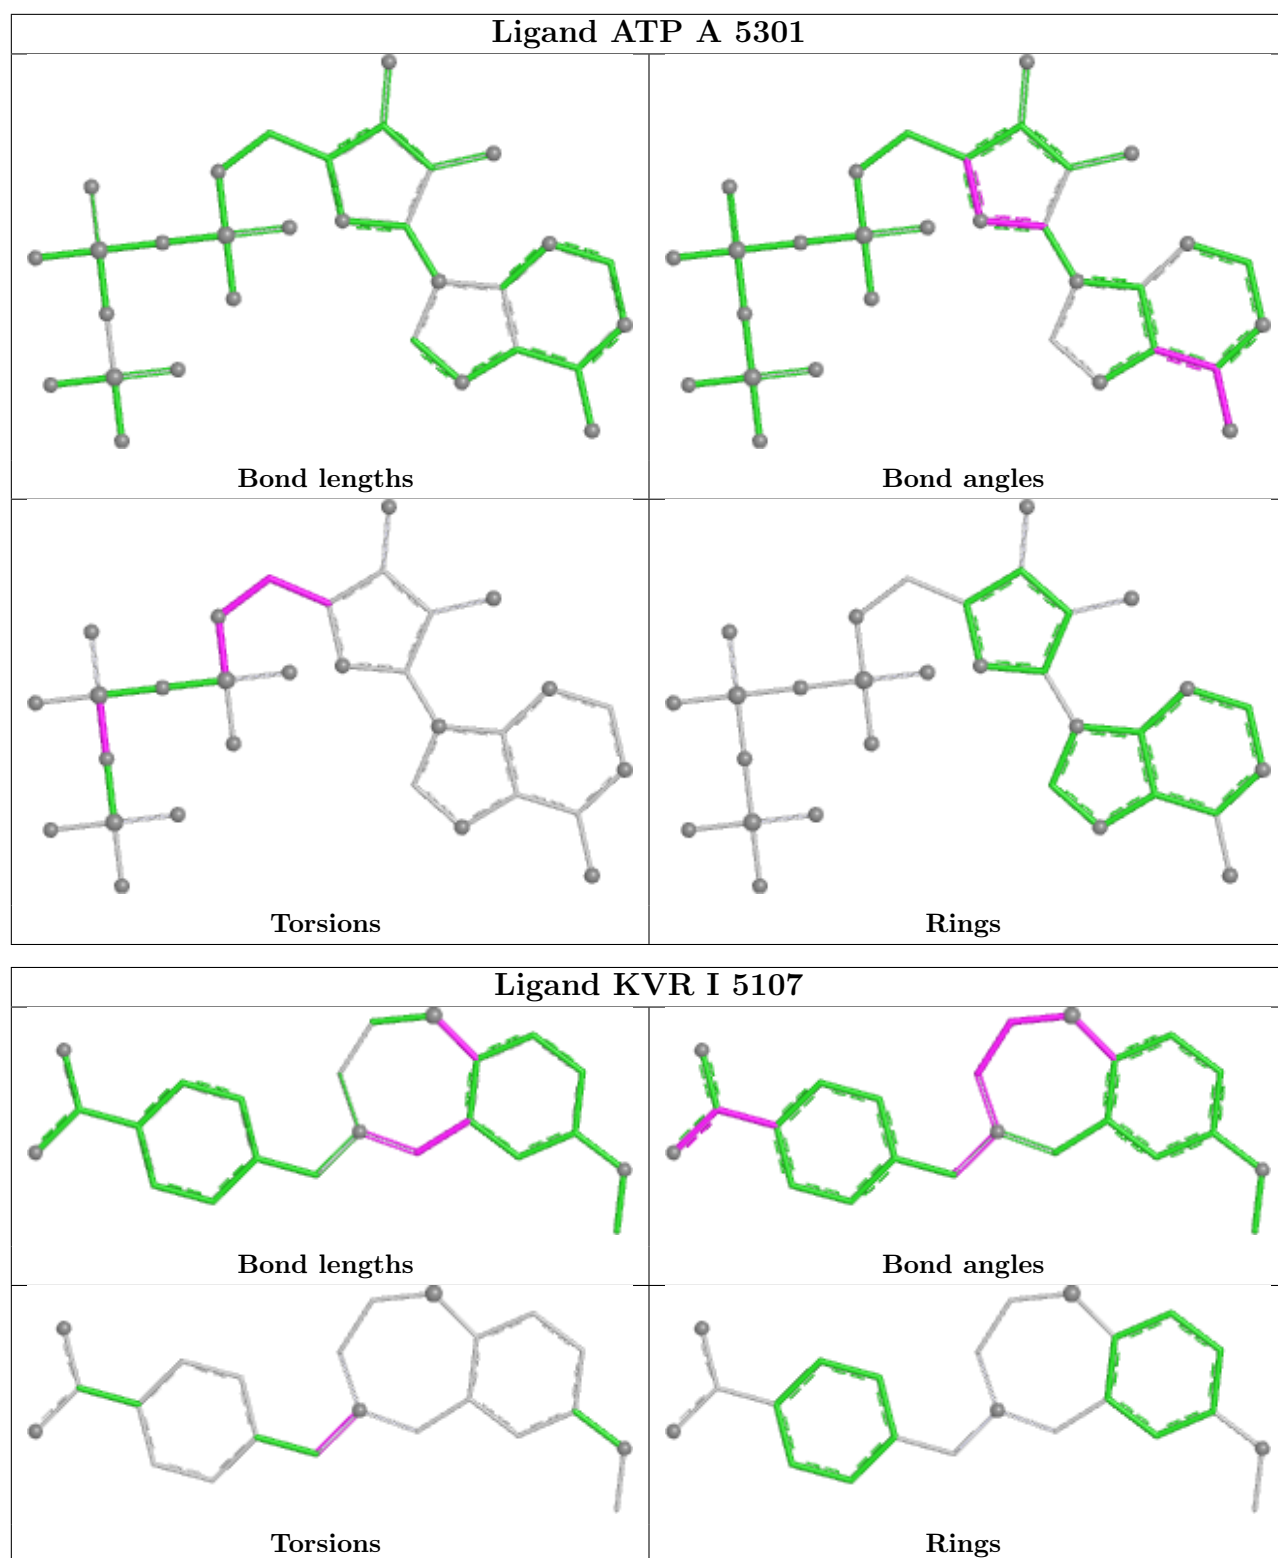 Ligand ATP A 5301
Bond lengths
Bond angles
Torsions
Rings
Ligand KVR I 5107
Bond lengths
Bond angles
Torsions
Rings